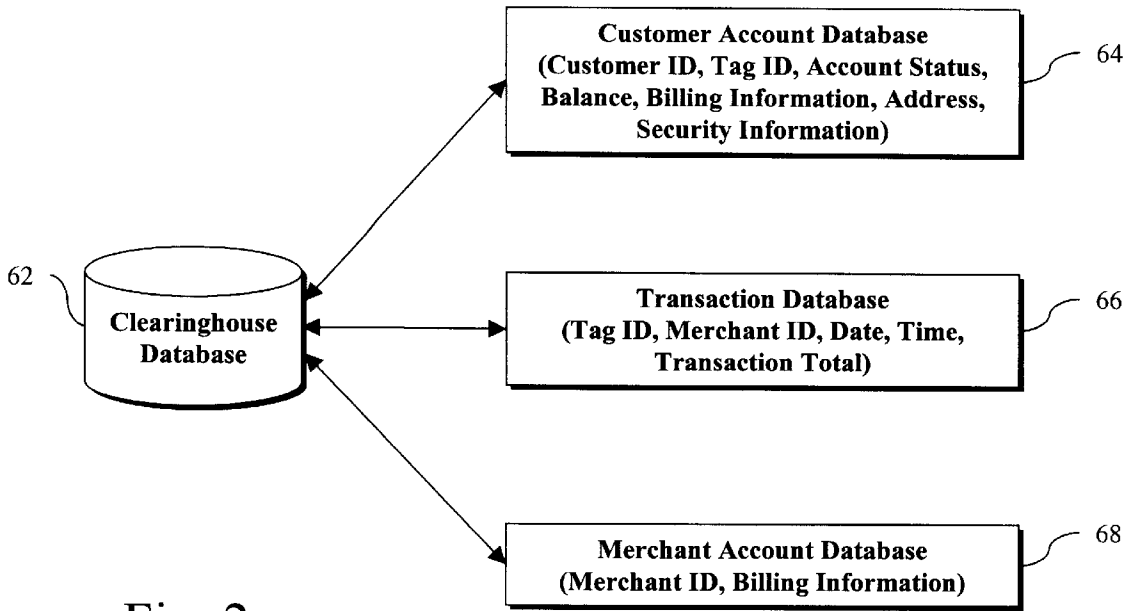 Customer Account Database
(Customer ID, Tag ID, Account Status,
Balance, Billing Information, Address,
Security Information)
64
62
Clearinghouse
Database
Transaction Database
(Tag ID, Merchant ID, Date, Time,
Transaction Total)
66
Merchant Account Database
(Merchant ID, Billing Information)
68
Fig. 2